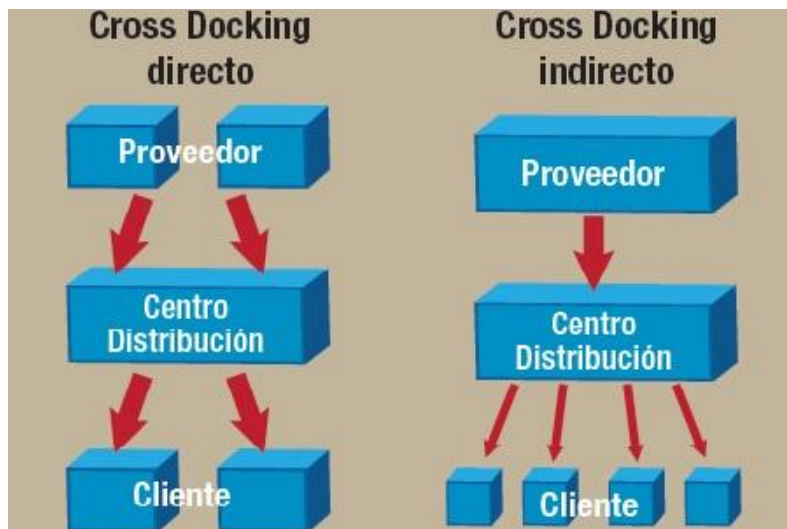 Cross Docking
directo
Proveedor
Centro
Distribución
Cliente
Cross Docking
indirecto
Proveedor
Centro
Distribución
Cliente